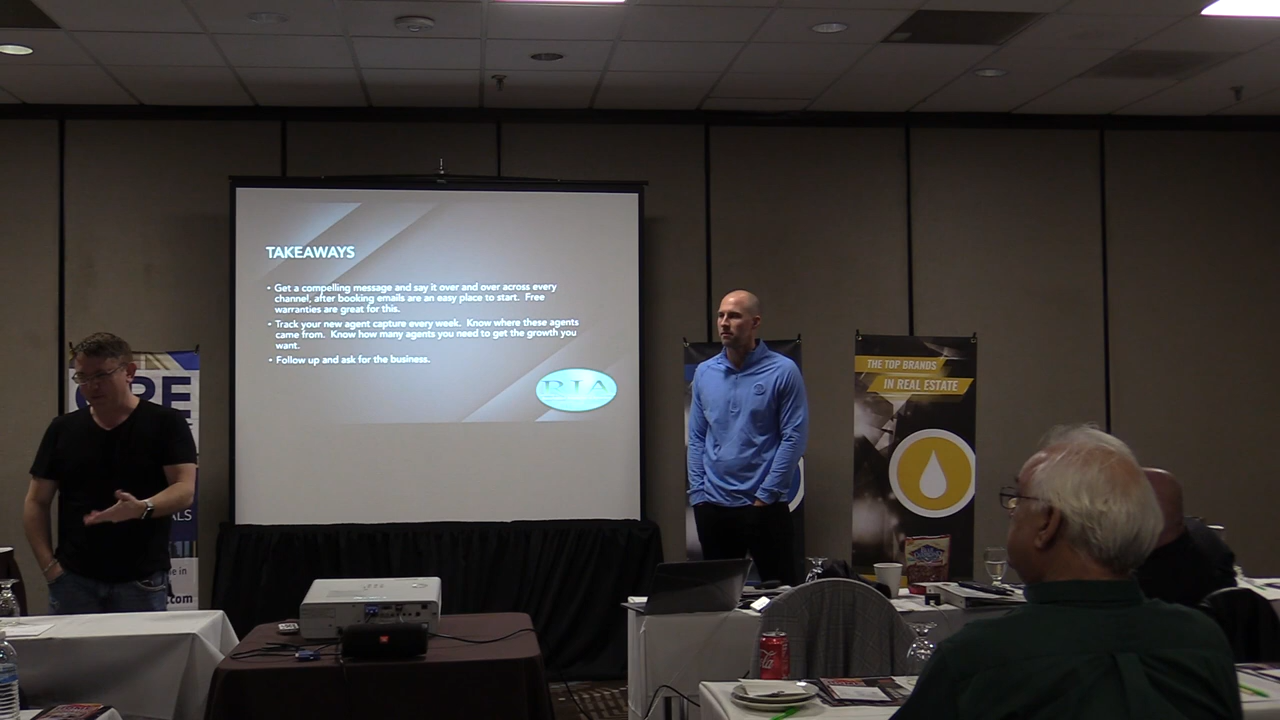 TAKEAWAYS
• Get a compelling message and say it over and over across every
channel, after booking emails are an easy place to start. Free
warranties are great for this.
• Track your new agent capture every week. Know where these agents
came from. Know how many agents you need to get the growth you
want.
• Follow up and ask for the business.
THE TOP BRANDS
IN REAL ESTATE
.com